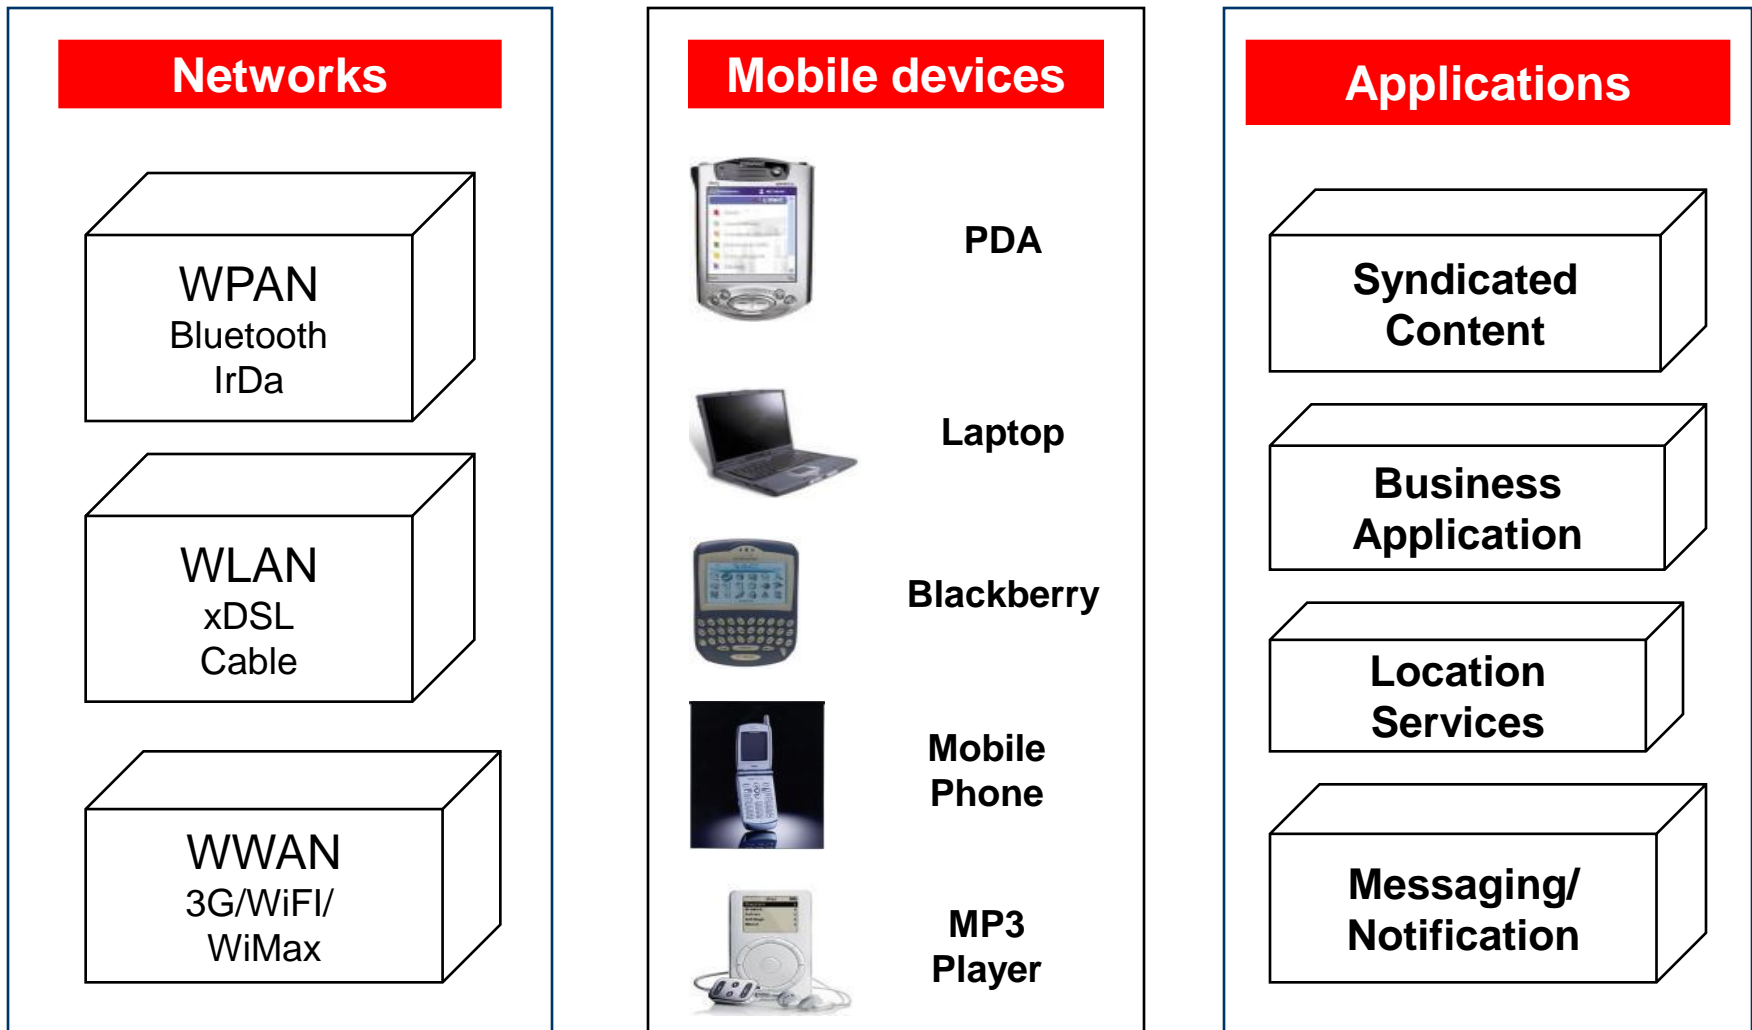 Networks
WPAN
Bluetooth
IrDa
WLAN
xDSL
Cable
WWAN
3G/WiFI/
WiMax
Mobile devices
PDA
Laptop
Blackberry
Mobile
Phone
MP3
Player
Applications
Syndicated
Content
Business
Application
Location
Services
Messaging/
Notification